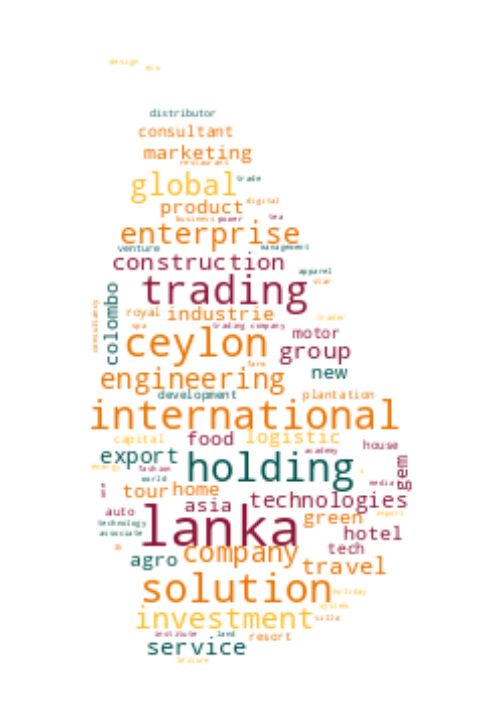 design
eco
distributor
consultant
marketing
restaurant
global trade
product digital
business power tea
enterprise
venture management
construction
apparel
trading star
colombo
consultancy
royal industrie trader
spa trading company
ceylon motor
group
farm
engineering new
development plantation
international
capital food logistic
house
export academy
energy fashion holding
world media gem
tour home
asia technologies
auto green export
technology
associate lanka hotel
tech
agro company travel
solution holiday
system
investment villa
institute land resort
service
leisure